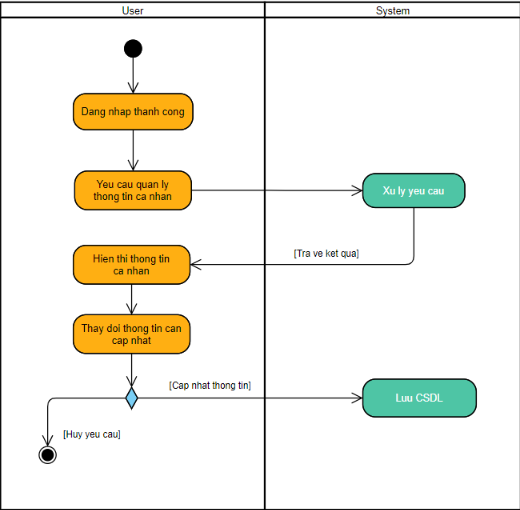 User
System
Dang nhap thanh cong
Yeu cau quan ly
thong tin ca nhan
Xu ly yeu cau
[Tra ve ket qua]
Hien thi thong tin
ca nhan
Thay doi thong tin can
cap nhat
[Cap nhat thong tin]
Luu CSDL
[Huy yeu cau]